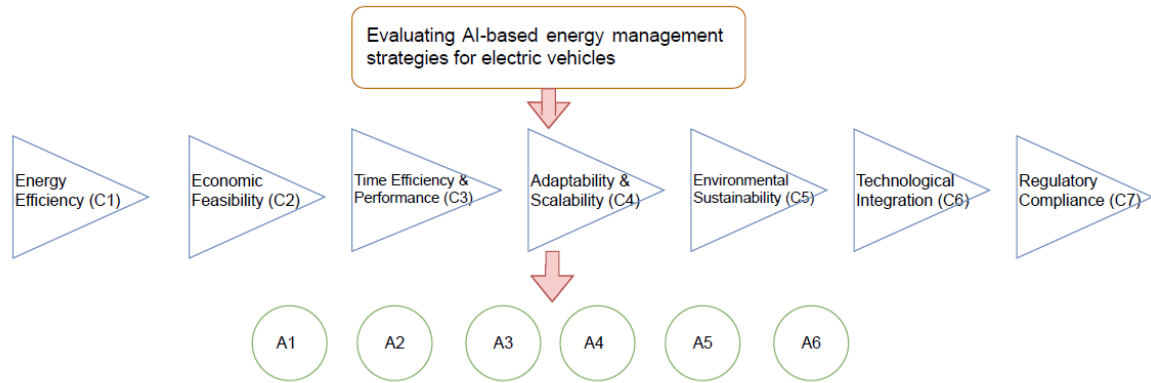 Evaluating AI-based energy management
strategies for electric vehicles
Energy
Efficiency (C1)
Economic
Feasibility (C2)
Time Efficiency &
Performance (C3)
Adaptability &
Scalability (C4)
Environmental
Sustainability (C5)
Technological
Integration (C6)
Regulatory
Compliance (C7)
A1
A2
A3
A4
A5
A6